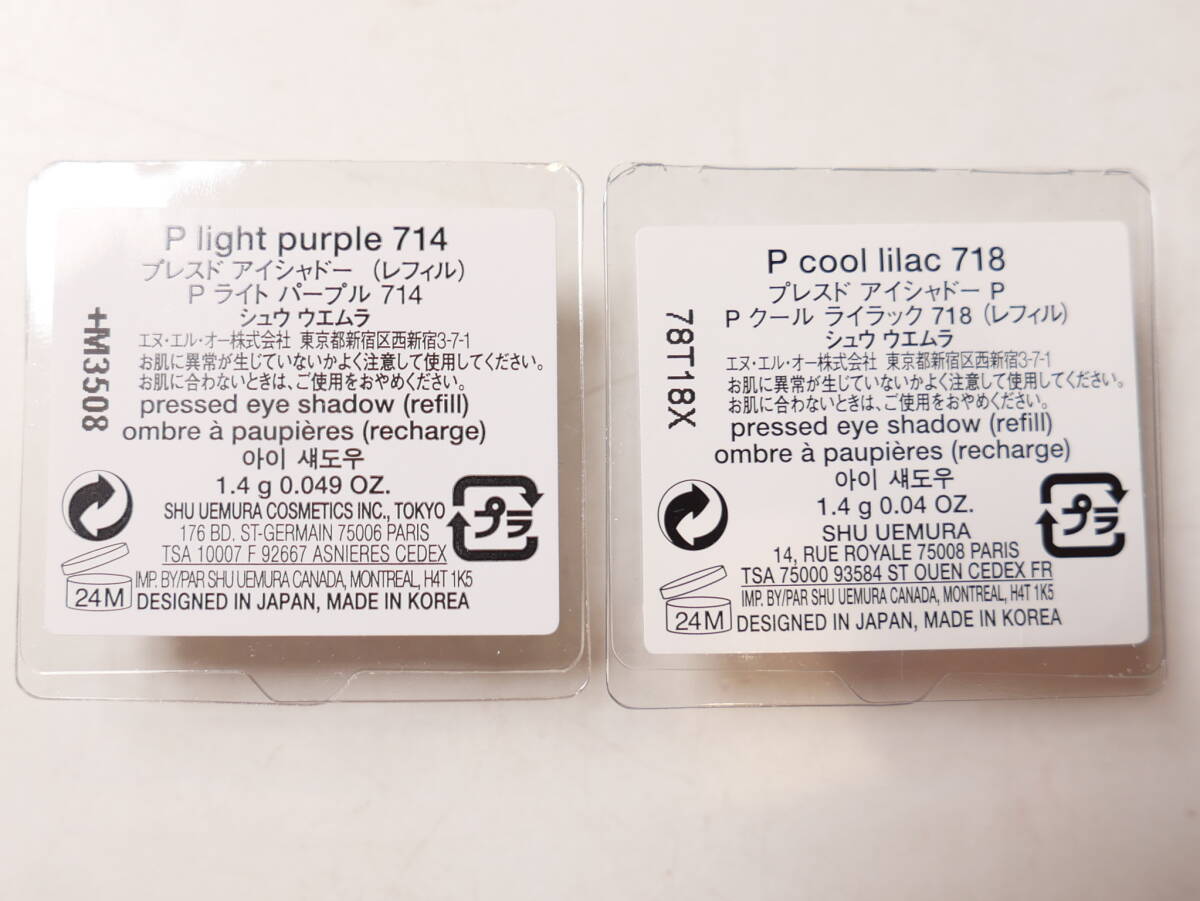 P light purple 714
プレスド アイシャドー (レフィル)
P ライト パープル 714
シュウ ウエムラ
エヌ・エル・オー株式会社 東京都新宿区西新宿3-7-1
お肌に異常が生じていないかよく注意して使用してください。
お肌に合わないときは、ご使用をおやめください。
pressed eye shadow (refill)
ombre à paupières (recharge)
아이 섀도우
1.4 g 0.049 OZ.
SHU UEMURA COSMETICS INC., TOKYO
176 BD. ST-GERMAIN 75006 PARIS
TSA 10007 F 92667 ASNIERES CEDEX
IMP. BY/PAR SHU UEMURA CANADA, MONTREAL, H4T 1K5
DESIGNED IN JAPAN, MADE IN KOREA
+M3508
プラ
24M
P cool lilac 718
プレスド アイシャドー P
P クール ライラック 718 (レフィル)
シュウ ウエムラ
エヌ・エル・オー株式会社 東京都新宿区西新宿3-7-1
お肌に異常が生じていないかよく注意して使用してください。
お肌に合わないときは、ご使用をおやめください。
pressed eye shadow (refill)
ombre à paupières (recharge)
아이 섀도우
1.4 g 0.04 OZ.
SHU UEMURA
14, RUE ROYALE 75008 PARIS
TSA 75000 93584 ST OUEN CEDEX FR
IMP. BY/PAR SHU UEMURA CANADA, MONTREAL, H4T 1K5
DESIGNED IN JAPAN, MADE IN KOREA
78T18X
プラ
24M